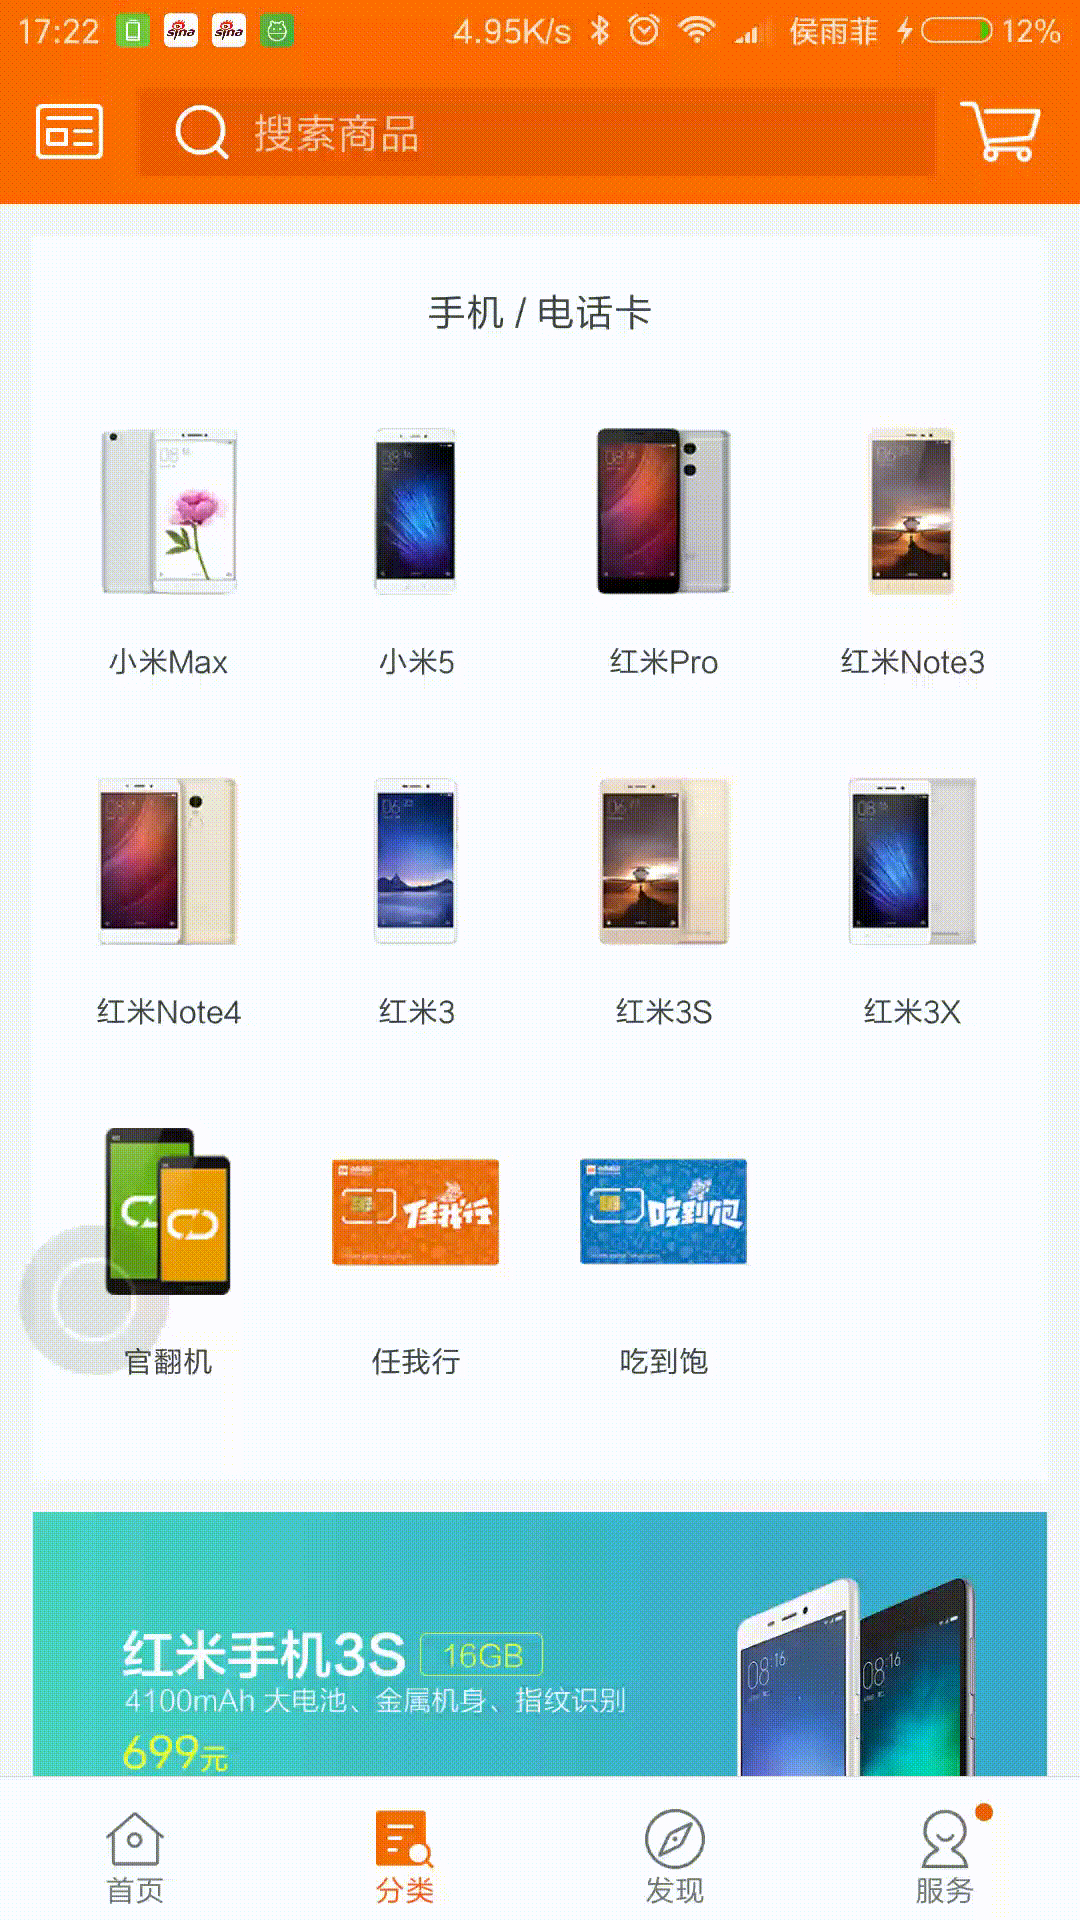 17:22 sina sina 4.95K/s 侯雨菲 12%
搜索商品
手机 / 电话卡
小米Max 小米5 红米Pro 红米Note3
红米Note4 红米3 红米3S 红米3X
任我行 吃到饱
官翻机 任我行 吃到饱
红米手机3S 16GB
4100mAh 大电池、金属机身、指纹识别
699元
08:16 08:16
首页 分类 发现 服务